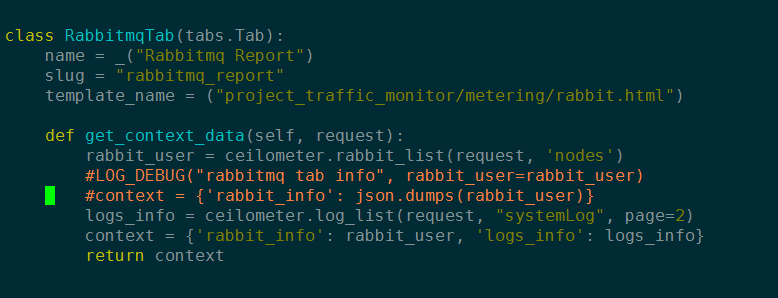 class RabbitmqTab(tabs.Tab):
    name = _("Rabbitmq Report")
    slug = "rabbitmq_report"
    template_name = ("project_traffic_monitor/metering/rabbit.html")
    def get_context_data(self, request):
        rabbit_user = ceilometer.rabbit_list(request, 'nodes')
        #LOG_DEBUG("rabbitmq tab info", rabbit_user=rabbit_user)
        #context = {'rabbit_info': json.dumps(rabbit_user)}
        logs_info = ceilometer.log_list(request, "systemLog", page=2)
        context = {'rabbit_info': rabbit_user, 'logs_info': logs_info}
        return context